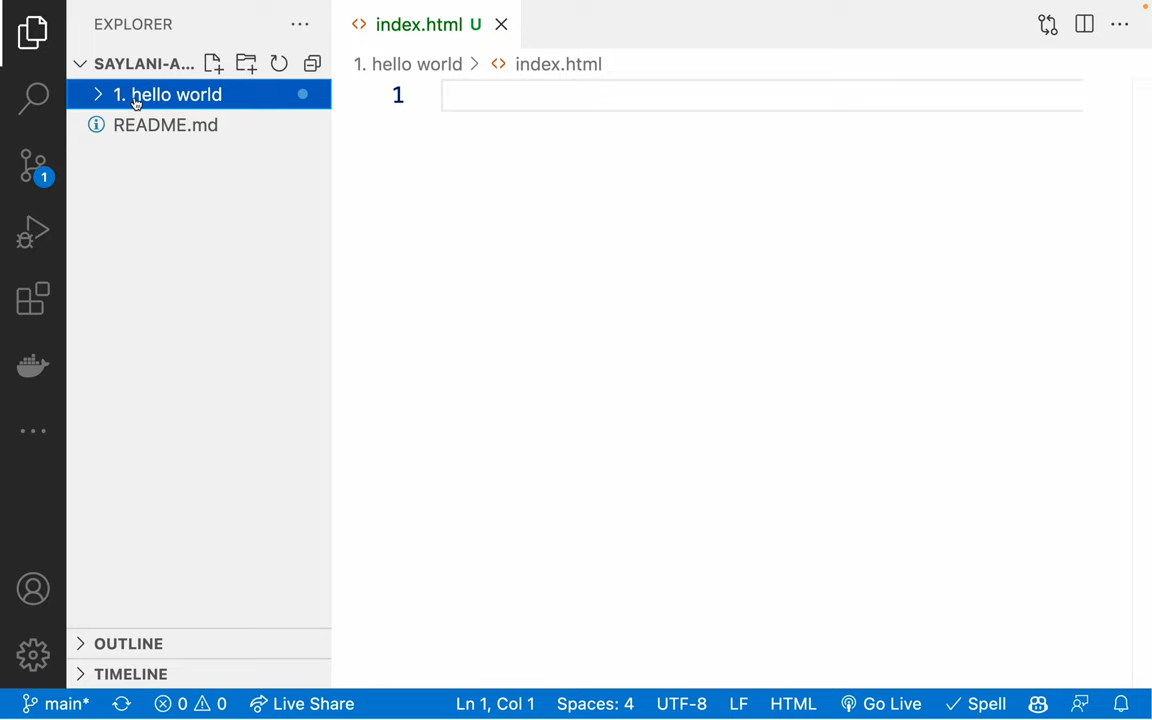 EXPLORER
index.html U
SAYLANI-A...
1. hello world > index.html
1. hello world
1
README.md
1
OUTLINE
TIMELINE
main*
0
0
Live Share
Ln 1, Col 1
Spaces: 4
UTF-8
LF
HTML
Go Live
Spell